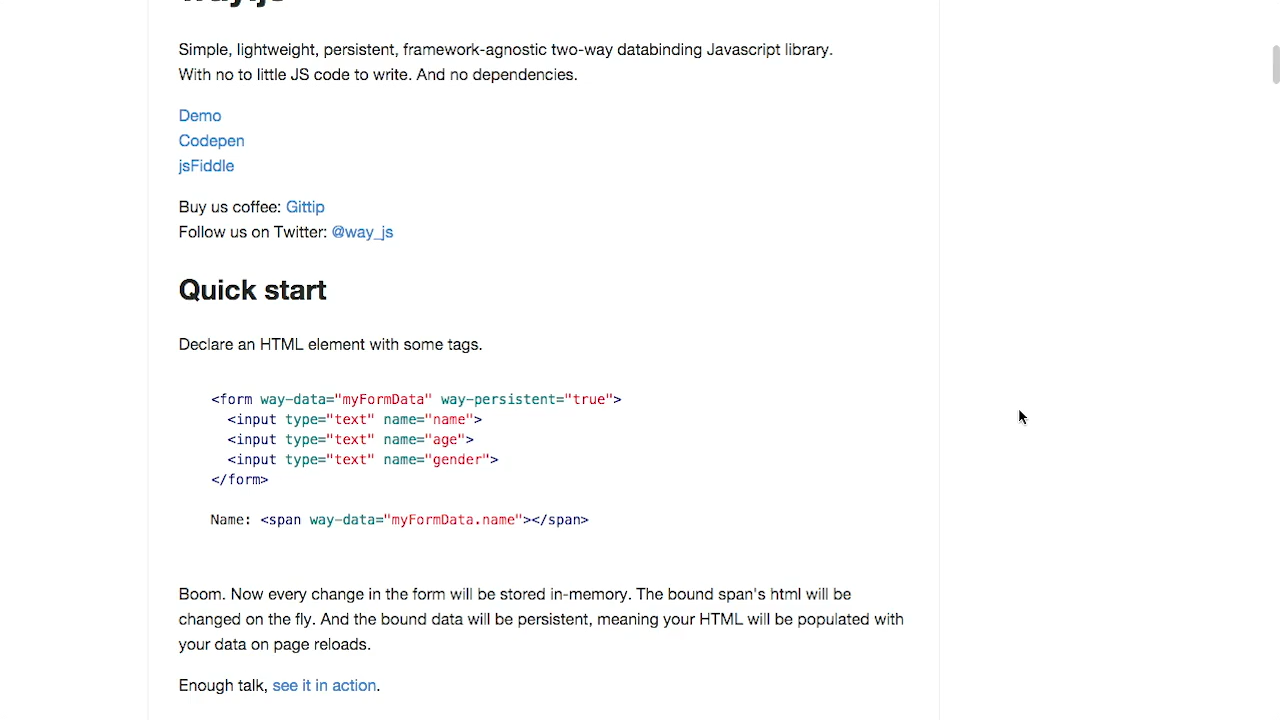 Simple, lightweight, persistent, framework-agnostic two-way databinding Javascript library.
With no to little JS code to write. And no dependencies.
Demo
Codepen
jsFiddle
Buy us coffee: Gittip
Follow us on Twitter: @way_js
Quick start
Declare an HTML element with some tags.
<form way-data="myFormData" way-persistent="true">
<input type="text" name="name">
<input type="text" name="age">
<input type="text" name="gender">
</form>
Name: <span way-data="myFormData.name"></span>
Boom. Now every change in the form will be stored in-memory. The bound span's html will be
changed on the fly. And the bound data will be persistent, meaning your HTML will be populated with
your data on page reloads.
Enough talk, see it in action.